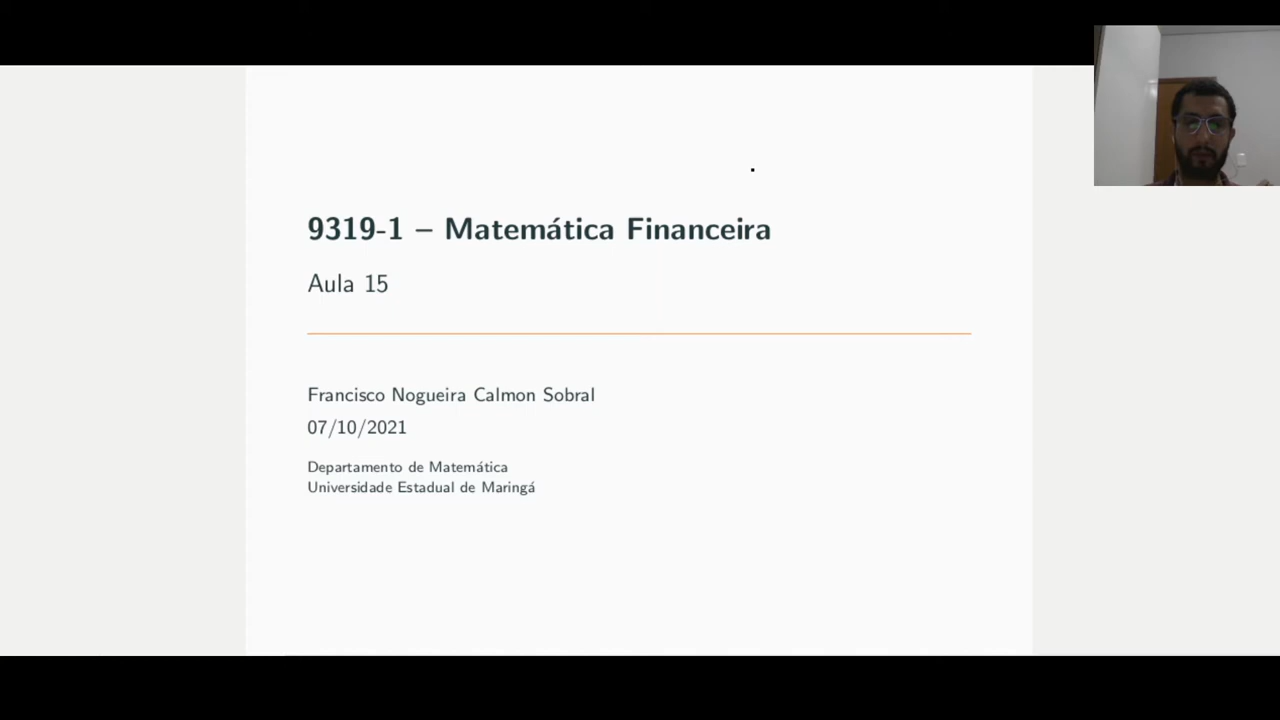 9319-1 – Matemática Financeira
Aula 15
Francisco Nogueira Calmon Sobral
07/10/2021
Departamento de Matemática
Universidade Estadual de Maringá